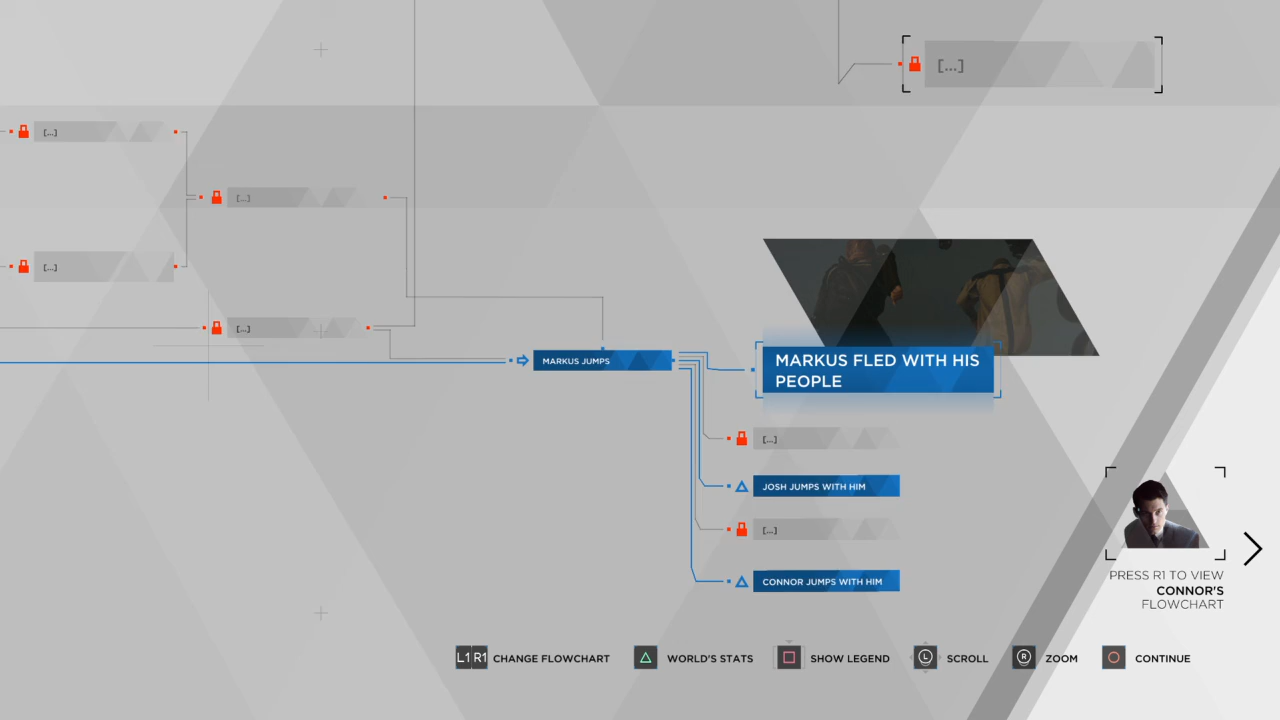 [...]
[...]
[...]
[...]
[...]
MARKUS JUMPS
MARKUS FLED WITH HIS
PEOPLE
[...]
JOSH JUMPS WITH HIM
[...]
CONNOR JUMPS WITH HIM
PRESS R1 TO VIEW
CONNOR'S
FLOWCHART
L1 R1 CHANGE FLOWCHART WORLD'S STATS SHOW LEGEND L SCROLL R ZOOM CONTINUE